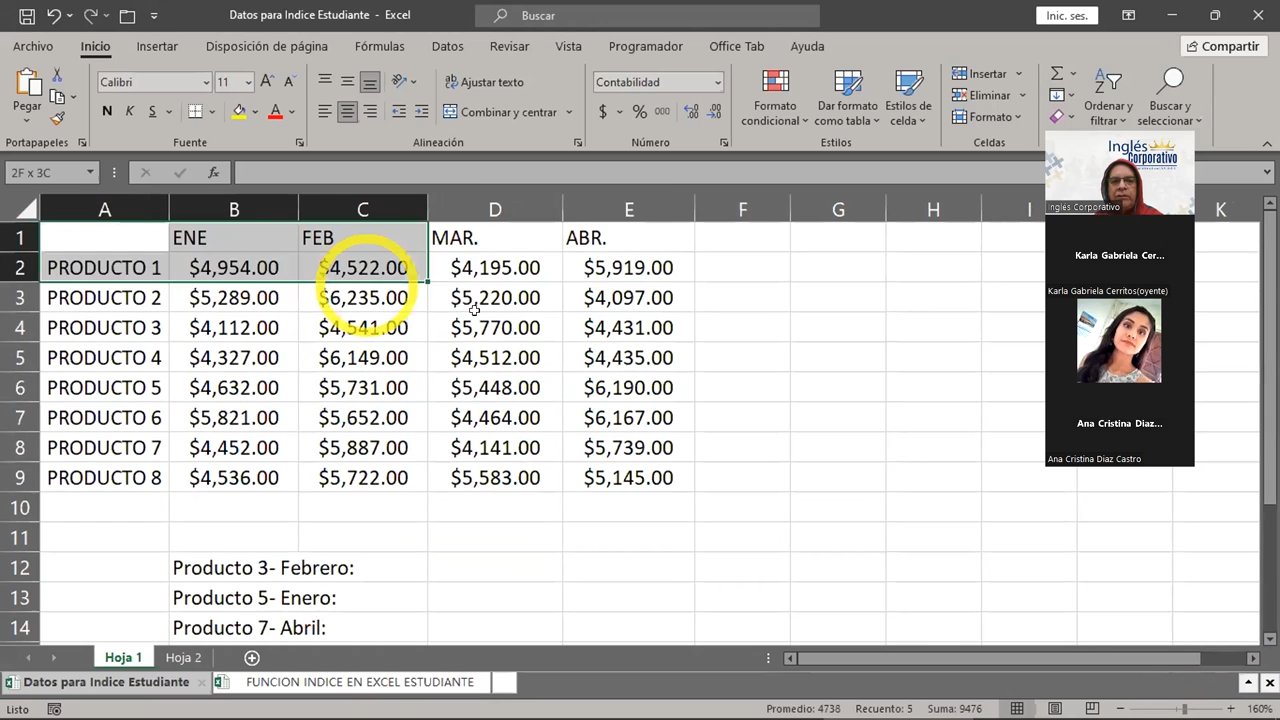 Datos para Indice Estudiante - Excel
Buscar
Inic. ses.
Archivo Inicio Insertar Disposición de página Fórmulas Datos Revisar Vista Programador Office Tab Ayuda
Compartir
Pegar
Calibri 11
N K S
Ajustar texto
Combinar y centrar
Contabilidad
$ % 000
Formato condicional
Dar formato como tabla
Estilos de celda
Insertar
Eliminar
Formato
Ordenar y filtrar
Buscar y seleccionar
Portapapeles Fuente Alineación Número Estilos Celdas
2F x 3C
fx
A B C D E F G H I K
1 ENE FEB MAR. ABR.
2 PRODUCTO 1 $4,954.00 $4,522.00 $4,195.00 $5,919.00
3 PRODUCTO 2 $5,289.00 $6,235.00 $5,220.00 $4,097.00
4 PRODUCTO 3 $4,112.00 $4,541.00 $5,770.00 $4,431.00
5 PRODUCTO 4 $4,327.00 $6,149.00 $4,512.00 $4,435.00
6 PRODUCTO 5 $4,632.00 $5,731.00 $5,448.00 $6,190.00
7 PRODUCTO 6 $5,821.00 $5,652.00 $4,464.00 $6,167.00
8 PRODUCTO 7 $4,452.00 $5,887.00 $4,141.00 $5,739.00
9 PRODUCTO 8 $4,536.00 $5,722.00 $5,583.00 $5,145.00
10
11
12 Producto 3- Febrero:
13 Producto 5- Enero:
14 Producto 7- Abril:
Inglés
Corporativo
Inglés Corporativo
Karla Gabriela Cer...
Karla Gabriela Cerritos(oyente)
Ana Cristina Diaz...
Ana Cristina Diaz Castro
Hoja 1 Hoja 2
Datos para Indice Estudiante
FUNCION INDICE EN EXCEL ESTUDIANTE
Listo
Promedio: 4738 Recuento: 5 Suma: 9476
160%